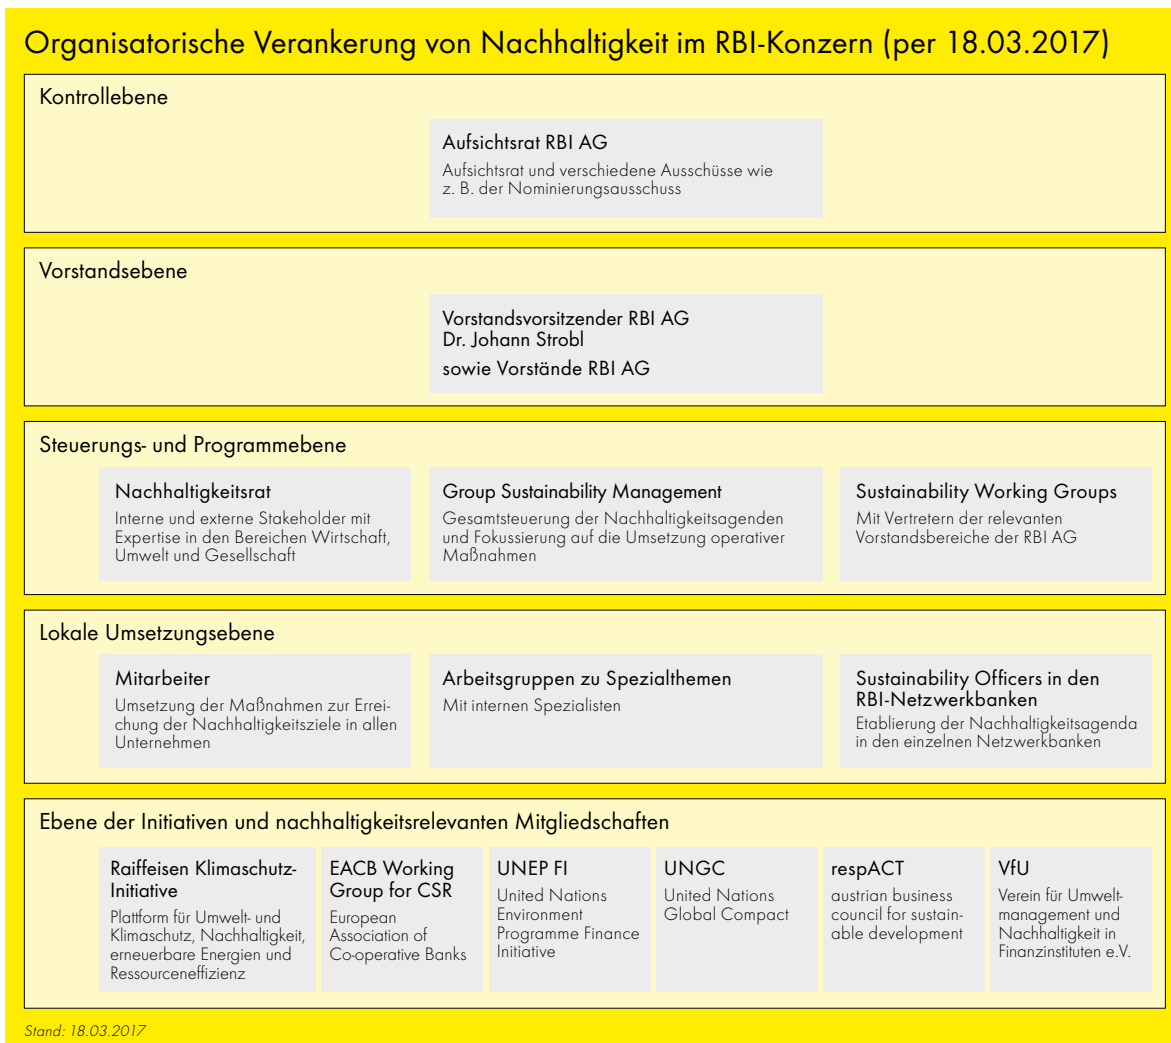 Organisatorische Verankerung von Nachhaltigkeit im RBI-Konzern (per 18.03.2017)
Kontrollebene
Aufsichtsrat RBI AG
Aufsichtsrat und verschiedene Ausschüsse wie
z. B. der Nominierungsausschuss
Vorstandsebene
Vorstandsvorsitzender RBI AG
Dr. Johann Strobl
sowie Vorstände RBI AG
Steuerungs- und Programmebene
Nachhaltigkeitsrat
Interne und externe Stakeholder mit
Expertise in den Bereichen Wirtschaft,
Umwelt und Gesellschaft
Group Sustainability Management
Gesamtsteuerung der Nachhaltigkeitsagenden
und Fokussierung auf die Umsetzung operativer
Maßnahmen
Sustainability Working Groups
Mit Vertretern der relevanten
Vorstandsbereiche der RBI AG
Lokale Umsetzungsebene
Mitarbeiter
Umsetzung der Maßnahmen zur Errei-
chung der Nachhaltigkeitsziele in allen
Unternehmen
Arbeitsgruppen zu Spezialthemen
Mit internen Spezialisten
Sustainability Officers in den
RBI-Netzwerkbanken
Etablierung der Nachhaltigkeitsagenda
in den einzelnen Netzwerkbanken
Ebene der Initiativen und nachhaltigkeitsrelevanten Mitgliedschaften
Raiffeisen Klimaschutz-
Initiative
Plattform für Umwelt- und
Klimaschutz, Nachhaltigkeit,
erneuerbare Energien und
Ressourceneffizienz
EACB Working
Group for CSR
European
Association of
Co-operative Banks
UNEP FI
United Nations
Environment
Programme Finance
Initiative
UNGC
United Nations
Global Compact
respACT
austrian business
council for sustain-
able development
VfU
Verein für Umwelt-
management und
Nachhaltigkeit in
Finanzinstituten e.V.
Stand: 18.03.2017